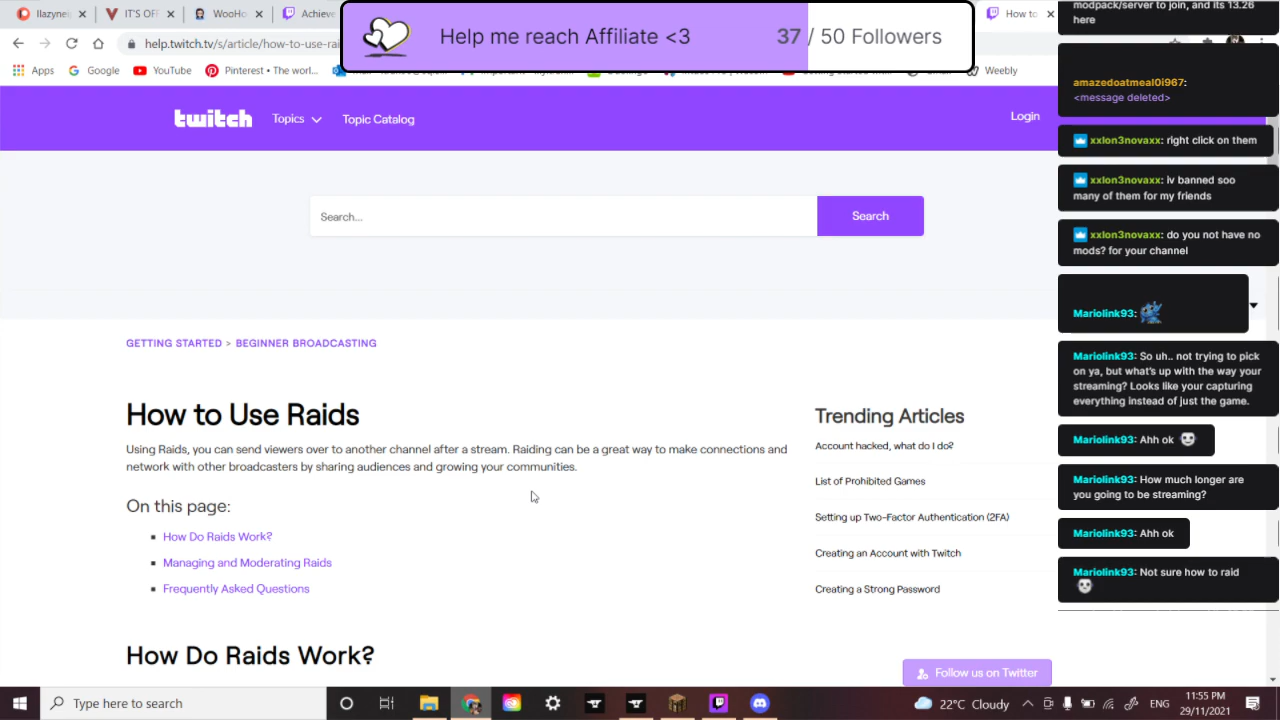 llazyne
IT'S OFF
WooHo
Achieve
How to
help.twitch.tv/s/article/how-to-use-rai
Help me reach Affiliate <3
37 / 50 Followers
Apps
Google
YouTube
Pinterest • The worl...
Weebly
twitch
Topics
Topic Catalog
Login
Search...
Search
GETTING STARTED > BEGINNER BROADCASTING
How to Use Raids
Using Raids, you can send viewers over to another channel after a stream. Raiding can be a great way to make connections and
network with other broadcasters by sharing audiences and growing your communities.
On this page:
How Do Raids Work?
Managing and Moderating Raids
Frequently Asked Questions
How Do Raids Work?
Trending Articles
Account hacked, what do I do?
List of Prohibited Games
Setting up Two-Factor Authentication (2FA)
Creating an Account with Twitch
Creating a Strong Password
Follow us on Twitter
modpack/server to join, and its 13.26
here
amazedoatmeal0i967:
<message deleted>
xxlon3novaxx: right click on them
xxlon3novaxx: iv banned soo
many of them for my friends
xxlon3novaxx: do you not have no
mods? for your channel
Mariolink93:
Mariolink93: So uh.. not trying to pick
on ya, but what's up with the way your
streaming? Looks like your capturing
everything instead of just the game.
Mariolink93: Ahh ok
Mariolink93: How much longer are
you going to be streaming?
Mariolink93: Ahh ok
Mariolink93: Not sure how to raid
Type here to search
22°C Cloudy
ENG
11:55 PM
29/11/2021